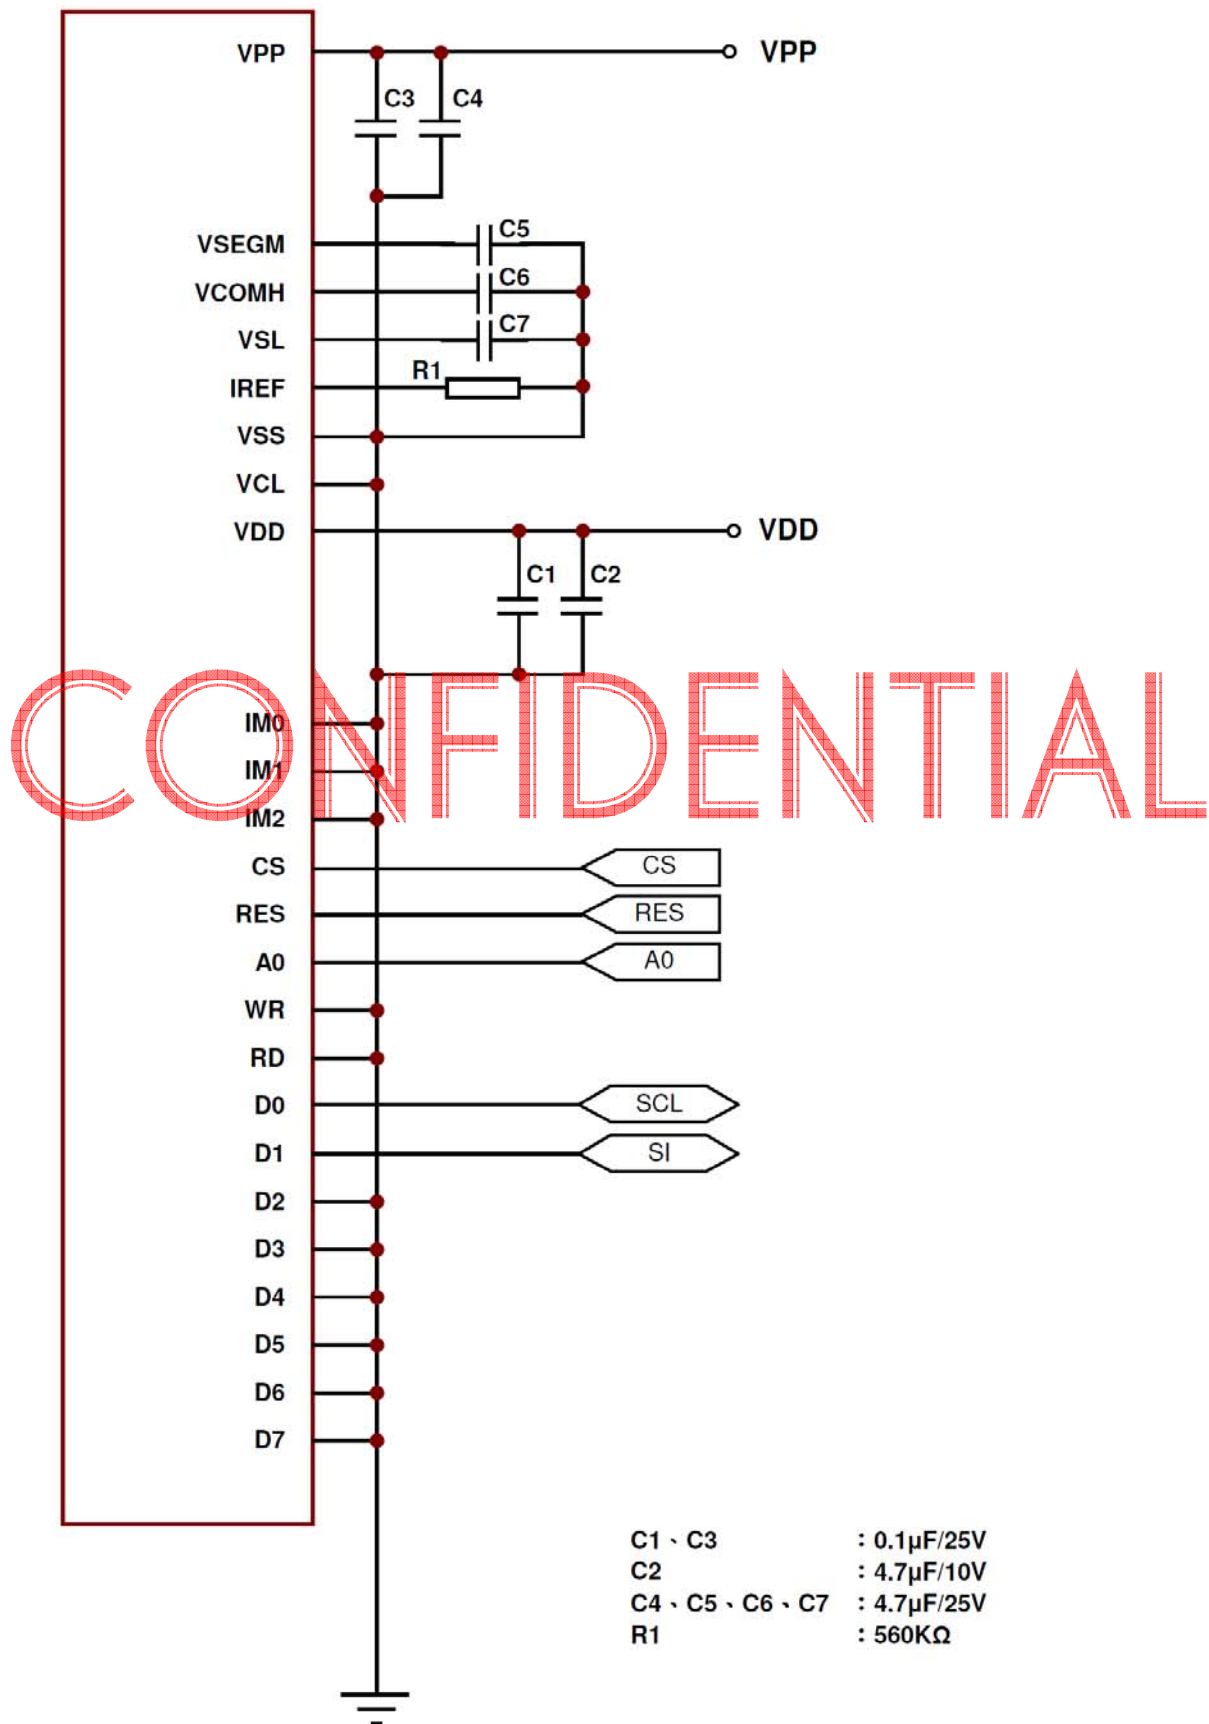 VPP
VPP
C3
C4
VSEGM
C5
VCOMH
C6
VSL
C7
IREF
R1
VSS
VCL
VDD
VDD
C1
C2
CONFIDENTIAL
IM0
IM1
IM2
CS
CS
RES
RES
A0
A0
WR
RD
D0
SCL
D1
SI
D2
D3
D4
D5
D6
D7
C1、C3 : 0.1µF/25V
C2 : 4.7µF/10V
C4、C5、C6、C7 : 4.7µF/25V
R1 : 560KΩ